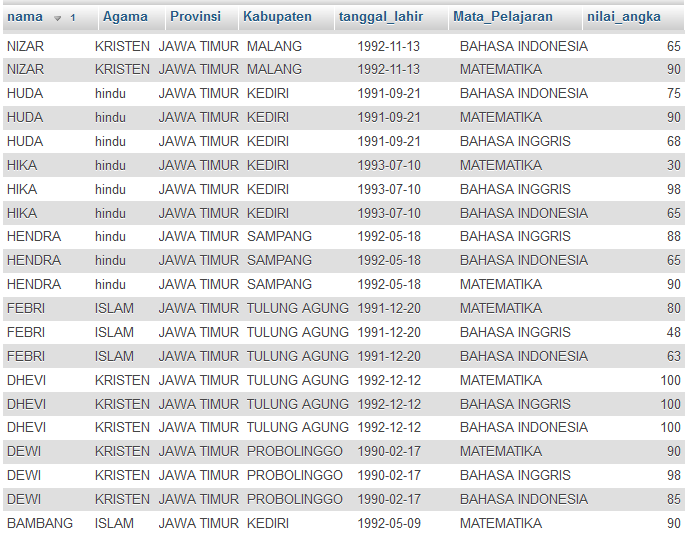 nama 1 Agama Provinsi Kabupaten tanggal_lahir Mata_Pelajaran nilai_angka
NIZAR KRISTEN JAWA TIMUR MALANG 1992-11-13 BAHASA INDONESIA 65
NIZAR KRISTEN JAWA TIMUR MALANG 1992-11-13 MATEMATIKA 90
HUDA hindu JAWA TIMUR KEDIRI 1991-09-21 BAHASA INDONESIA 75
HUDA hindu JAWA TIMUR KEDIRI 1991-09-21 MATEMATIKA 90
HUDA hindu JAWA TIMUR KEDIRI 1991-09-21 BAHASA INGGRIS 68
HIKA hindu JAWA TIMUR KEDIRI 1993-07-10 MATEMATIKA 30
HIKA hindu JAWA TIMUR KEDIRI 1993-07-10 BAHASA INGGRIS 98
HIKA hindu JAWA TIMUR KEDIRI 1993-07-10 BAHASA INDONESIA 65
HENDRA hindu JAWA TIMUR SAMPANG 1992-05-18 BAHASA INGGRIS 88
HENDRA hindu JAWA TIMUR SAMPANG 1992-05-18 BAHASA INDONESIA 65
HENDRA hindu JAWA TIMUR SAMPANG 1992-05-18 MATEMATIKA 90
FEBRI ISLAM JAWA TIMUR TULUNG AGUNG 1991-12-20 MATEMATIKA 80
FEBRI ISLAM JAWA TIMUR TULUNG AGUNG 1991-12-20 BAHASA INGGRIS 48
FEBRI ISLAM JAWA TIMUR TULUNG AGUNG 1991-12-20 BAHASA INDONESIA 63
DHEVI KRISTEN JAWA TIMUR TULUNG AGUNG 1992-12-12 MATEMATIKA 100
DHEVI KRISTEN JAWA TIMUR TULUNG AGUNG 1992-12-12 BAHASA INGGRIS 100
DHEVI KRISTEN JAWA TIMUR TULUNG AGUNG 1992-12-12 BAHASA INDONESIA 100
DEWI KRISTEN JAWA TIMUR PROBOLINGGO 1990-02-17 MATEMATIKA 90
DEWI KRISTEN JAWA TIMUR PROBOLINGGO 1990-02-17 BAHASA INGGRIS 98
DEWI KRISTEN JAWA TIMUR PROBOLINGGO 1990-02-17 BAHASA INDONESIA 85
BAMBANG ISLAM JAWA TIMUR KEDIRI 1992-05-09 MATEMATIKA 90